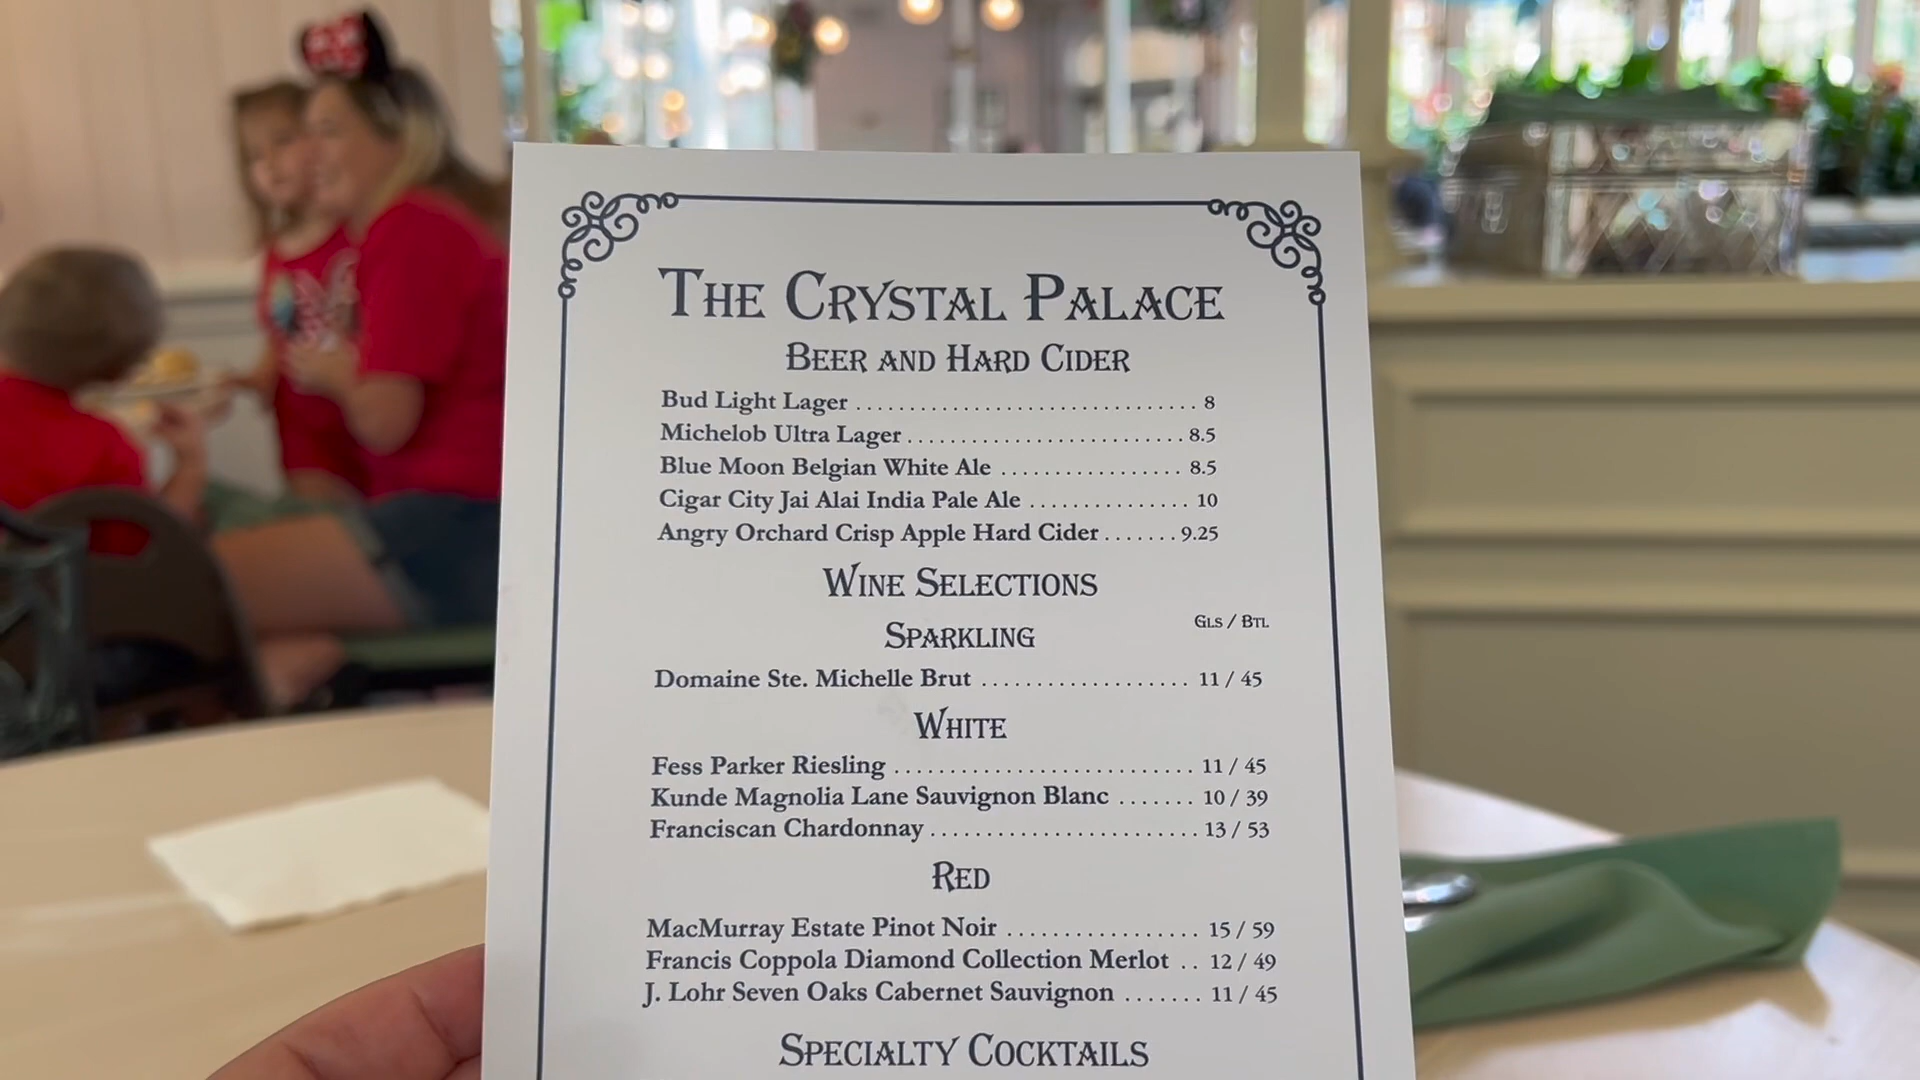 The Crystal Palace
Beer and Hard Cider
Bud Light Lager ................................ 8
Michelob Ultra Lager .......................... 8.5
Blue Moon Belgian White Ale ................. 8.5
Cigar City Jai Alai India Pale Ale ............... 10
Angry Orchard Crisp Apple Hard Cider ....... 9.25
Wine Selections
Gls / Btl
Sparkling
Domaine Ste. Michelle Brut .................. 11 / 45
White
Fess Parker Riesling ............................ 11 / 45
Kunde Magnolia Lane Sauvignon Blanc ....... 10 / 39
Franciscan Chardonnay ......................... 13 / 53
Red
MacMurray Estate Pinot Noir ................. 15 / 59
Francis Coppola Diamond Collection Merlot .. 12 / 49
J. Lohr Seven Oaks Cabernet Sauvignon ....... 11 / 45
Specialty Cocktails